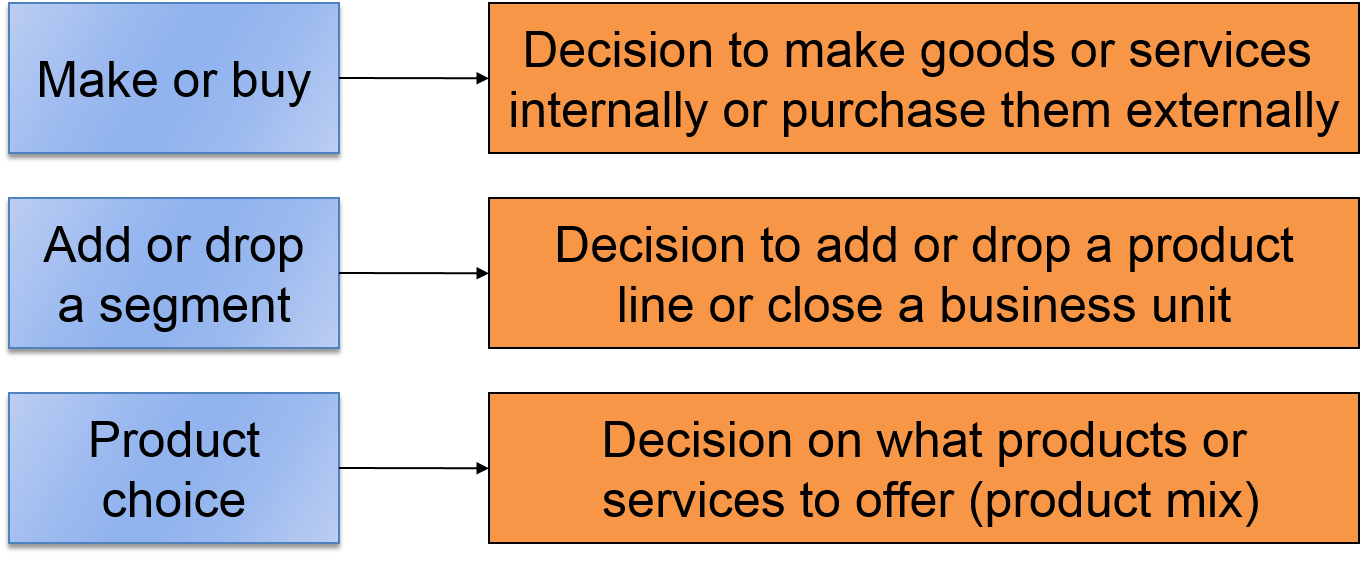 Make or buy
Decision to make goods or services
internally or purchase them externally
Add or drop
a segment
Decision to add or drop a product
line or close a business unit
Product
choice
Decision on what products or
services to offer (product mix)